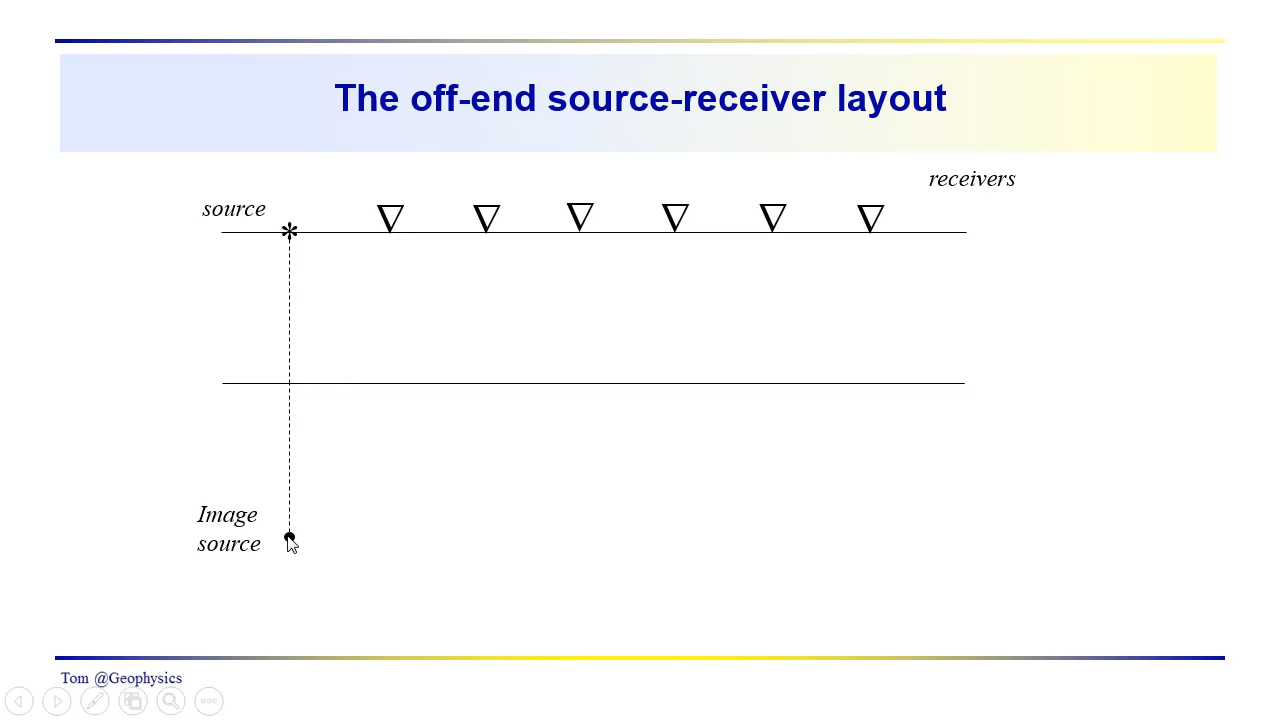 The off-end source-receiver layout
receivers
source
Image
source
Tom @Geophysics